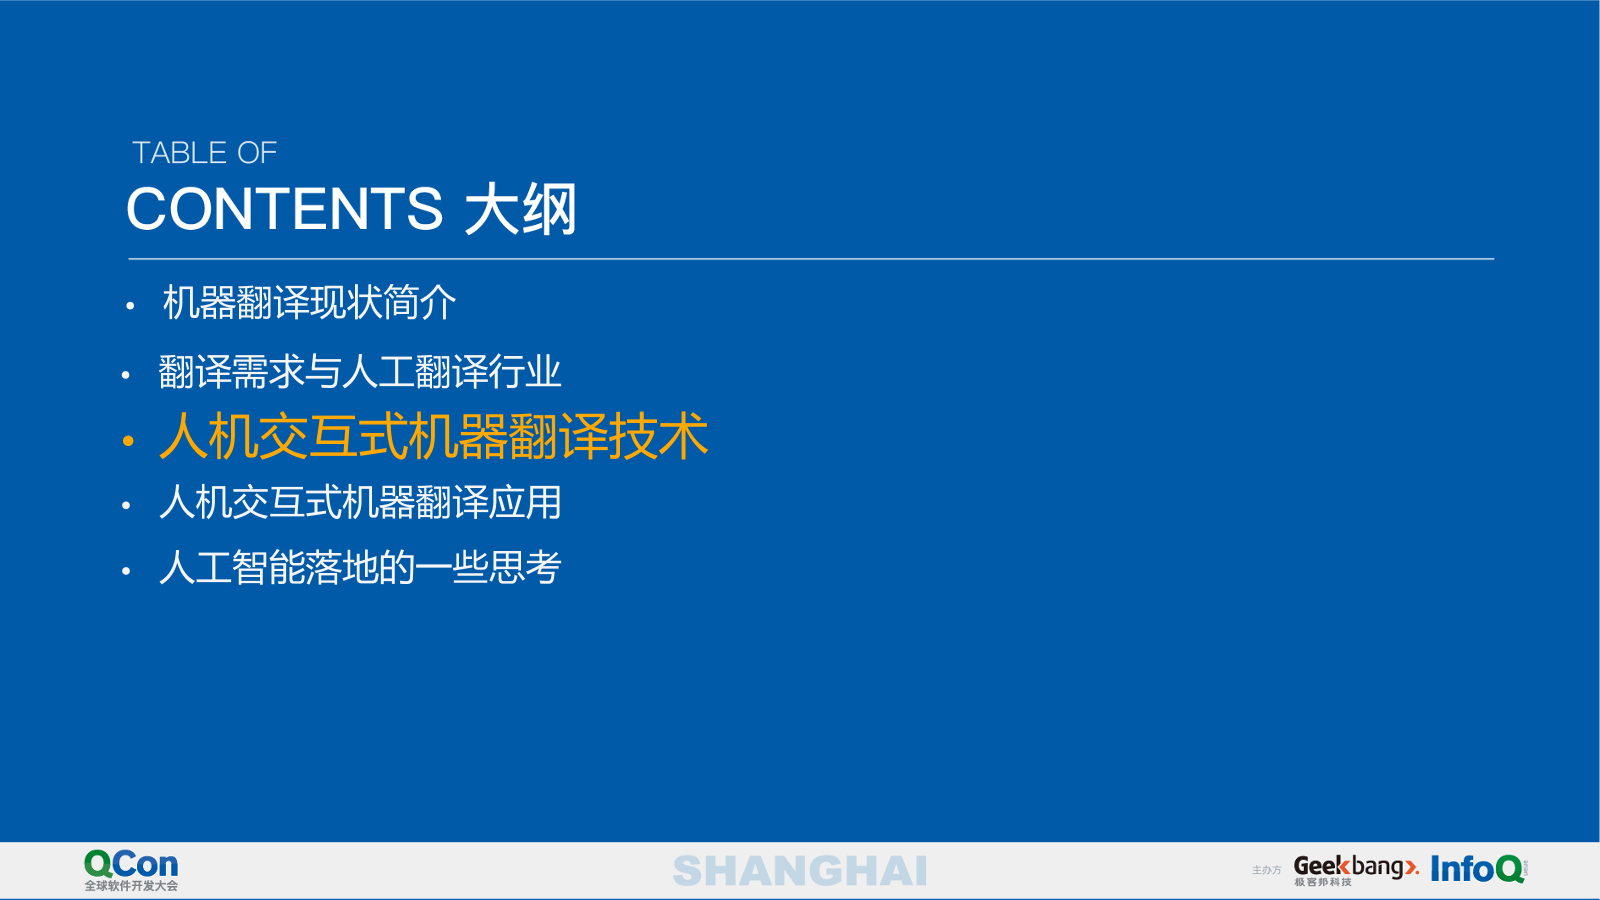 TABLE OF
CONTENTS 大纲
• 机器翻译现状简介
• 翻译需求与人工翻译行业
• 人机交互式机器翻译技术
• 人机交互式机器翻译应用
• 人工智能落地的一些思考
QCon
全球软件开发大会
SHANGHAI
主办方
Geekbang>.
极客邦科技
InfoQ